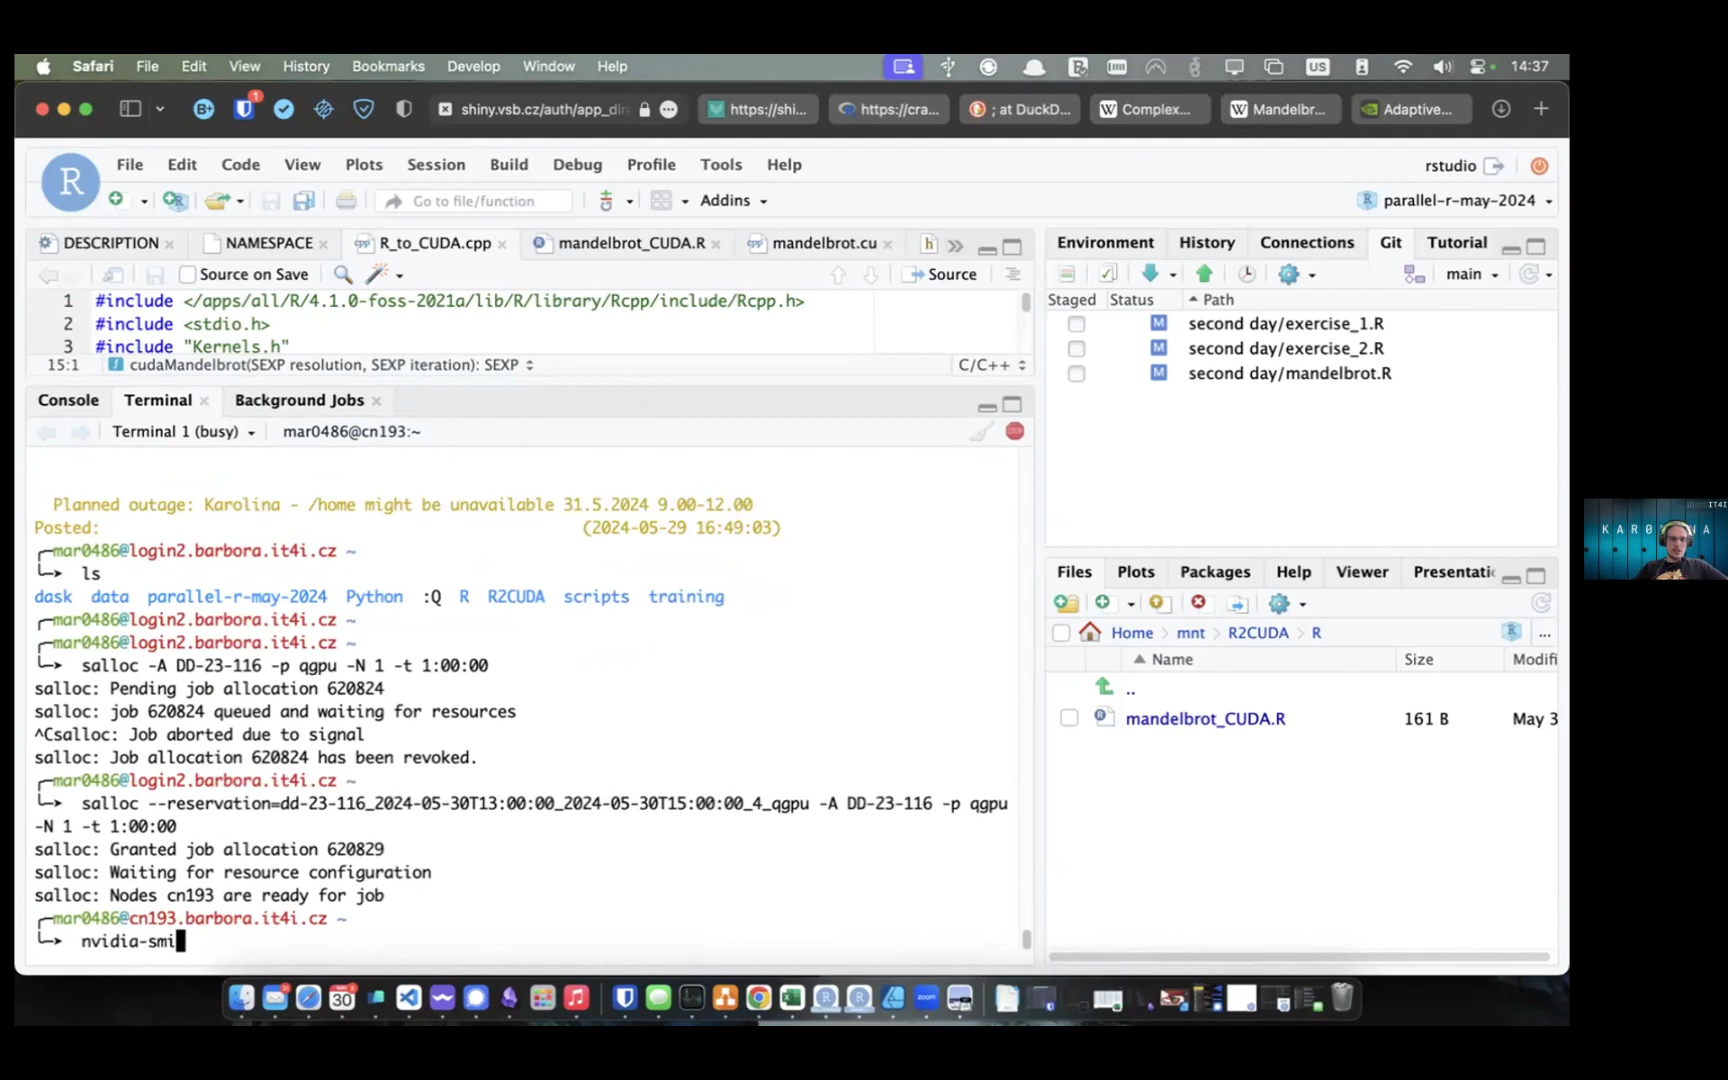 Safari File Edit View History Bookmarks Develop Window Help US 14:37
B+ 1 shiny.vsb.cz/auth/app_dir https://shi... https://cra... ; at DuckD... W Complex... W Mandelbr... Adaptive...
R File Edit Code View Plots Session Build Debug Profile Tools Help rstudio
Go to file/function Addins parallel-r-may-2024
DESCRIPTION NAMESPACE R_to_CUDA.cpp mandelbrot_CUDA.R mandelbrot.cu h
Source on Save Source
1 #include </apps/all/R/4.1.0-foss-2021a/lib/R/library/Rcpp/include/Rcpp.h>
2 #include <stdio.h>
3 #include "Kernels.h"
15:1 cudaMandelbrot(SEXP resolution, SEXP iteration): SEXP C/C++
Console Terminal Background Jobs
Terminal 1 (busy) mar0486@cn193:~
Planned outage: Karolina - /home might be unavailable 31.5.2024 9.00-12.00
Posted: (2024-05-29 16:49:03)
mar0486@login2.barbora.it4i.cz ~
ls
dask data parallel-r-may-2024 Python :Q R R2CUDA scripts training
mar0486@login2.barbora.it4i.cz ~
mar0486@login2.barbora.it4i.cz ~
salloc -A DD-23-116 -p qgpu -N 1 -t 1:00:00
salloc: Pending job allocation 620824
salloc: job 620824 queued and waiting for resources
^Csalloc: Job aborted due to signal
salloc: Job allocation 620824 has been revoked.
mar0486@login2.barbora.it4i.cz ~
salloc --reservation=dd-23-116_2024-05-30T13:00:00_2024-05-30T15:00:00_4_qgpu -A DD-23-116 -p qgpu
-N 1 -t 1:00:00
salloc: Granted job allocation 620829
salloc: Waiting for resource configuration
salloc: Nodes cn193 are ready for job
mar0486@cn193.barbora.it4i.cz ~
nvidia-smi
Environment History Connections Git Tutorial
main
Staged Status Path
M second day/exercise_1.R
M second day/exercise_2.R
M second day/mandelbrot.R
Files Plots Packages Help Viewer Presentati
Home mnt R2CUDA R ...
Name Size Modifi
..
mandelbrot_CUDA.R 161 B May 3
IT4I
30
zoom